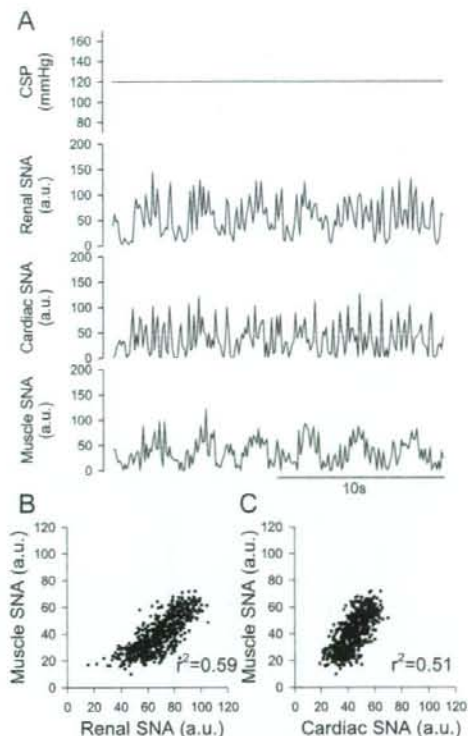 A
CSP
(mmHg)
160
140
120
100
80
Renal SNA
(a.u.)
200
150
100
50
0
Cardiac SNA
(a.u.)
200
150
100
50
0
Muscle SNA
(a.u.)
200
150
100
50
0
10s
B
Muscle SNA (a.u.)
120
100
80
60
40
20
0
r²=0.59
0 20 40 60 80 100 120
Renal SNA (a.u.)
C
Muscle SNA (a.u.)
120
100
80
60
40
20
0
r²=0.51
0 20 40 60 80 100 120
Cardiac SNA (a.u.)